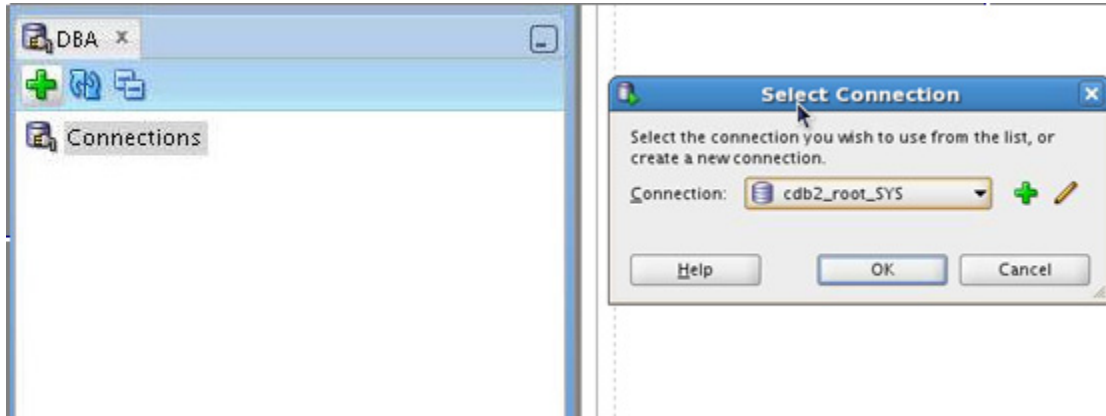 DBA
Connections
Select Connection
Select the connection you wish to use from the list, or
create a new connection.
Connection: cdb2_root_SYS
Help OK Cancel